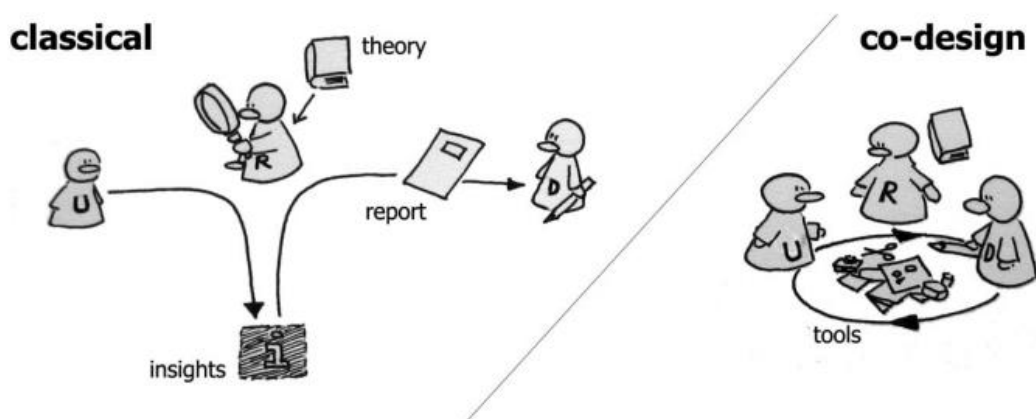 classical
theory
R
U
D
report
i
insights
co-design
R
U
D
tools